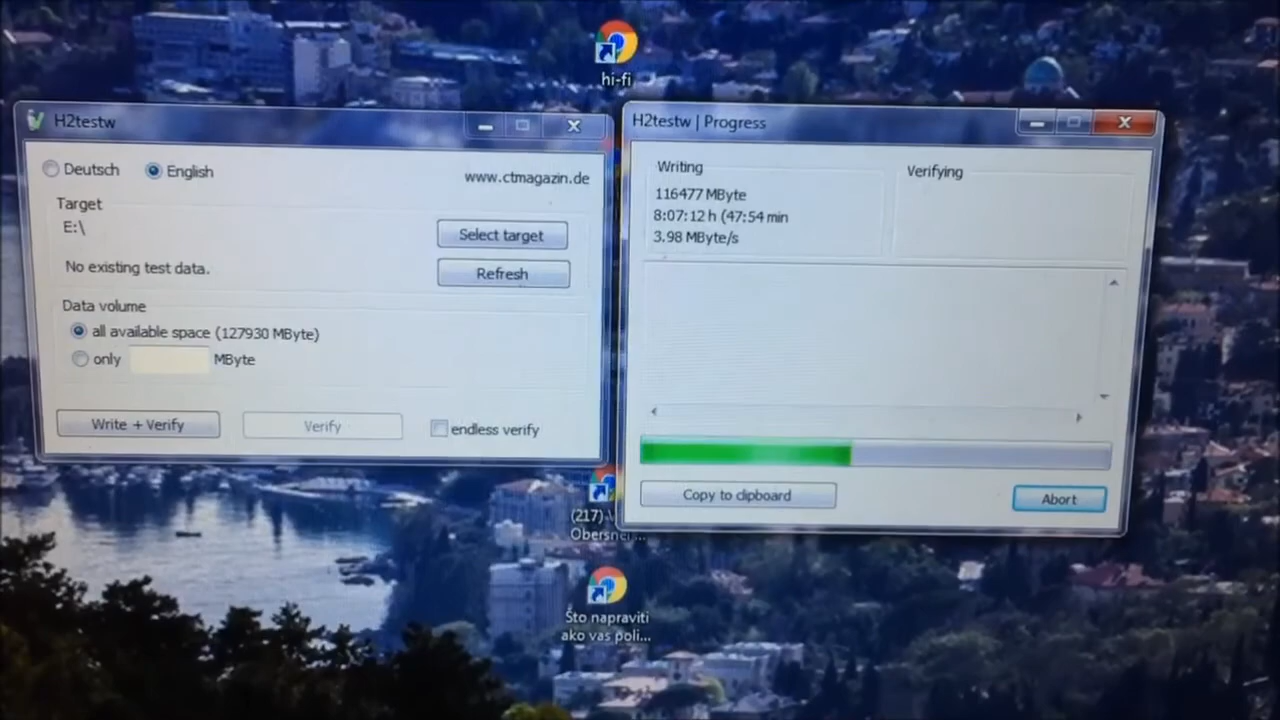 hi-fi
H2testw
Deutsch
English
www.ctmagazin.de
Target
E:\
Select target
No existing test data.
Refresh
Data volume
all available space (127930 MByte)
only
MByte
Write + Verify
Verify
endless verify
H2testw | Progress
Writing
116477 MByte
8:07:12 h (47:54 min
3.98 MByte/s
Verifying
Copy to clipboard
Abort
(217)
Obersnel...
Što napraviti
ako vas poli...